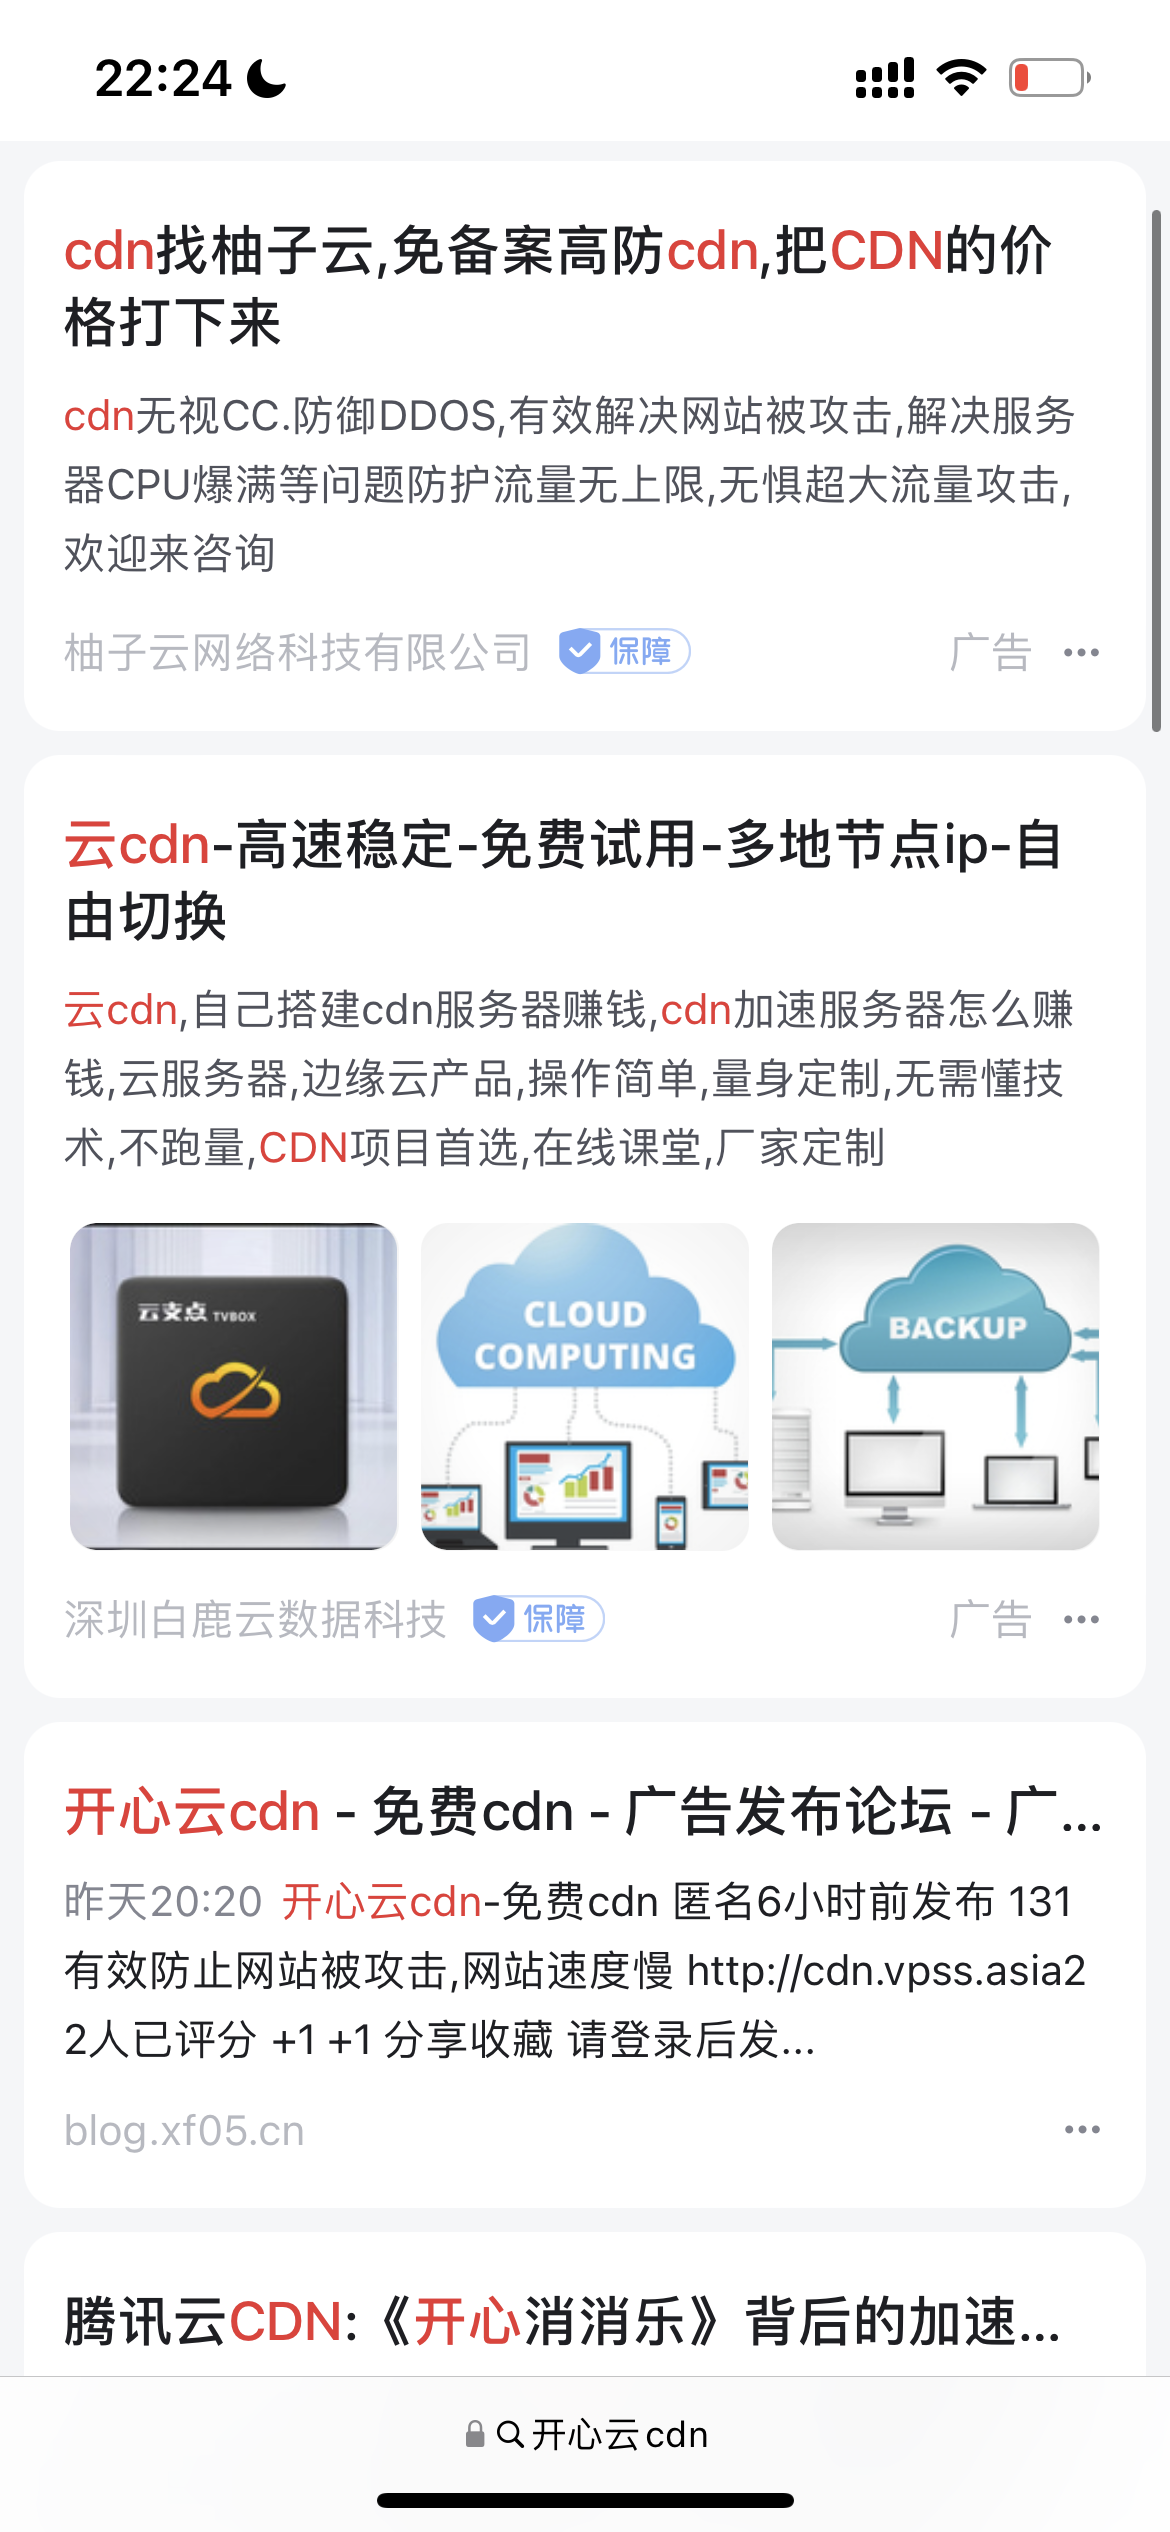 22:24
cdn找柚子云,免备案高防cdn,把CDN的价
格打下来
cdn无视CC.防御DDOS,有效解决网站被攻击,解决服务
器CPU爆满等问题防护流量无上限,无惧超大流量攻击,
欢迎来咨询
柚子云网络科技有限公司 保障 广告
云cdn-高速稳定-免费试用-多地节点ip-自
由切换
云cdn,自己搭建cdn服务器赚钱,cdn加速服务器怎么赚
钱,云服务器,边缘云产品,操作简单,量身定制,无需懂技
术,不跑量,CDN项目首选,在线课堂,厂家定制
云支点 TVBOX
CLOUD
COMPUTING
BACKUP
深圳白鹿云数据科技 保障 广告
开心云cdn - 免费cdn - 广告发布论坛 - 广...
昨天20:20 开心云cdn-免费cdn 匿名6小时前发布 131
有效防止网站被攻击,网站速度慢 http://cdn.vpss.asia2
2人已评分 +1 +1 分享收藏 请登录后发...
blog.xf05.cn
腾讯云CDN:《开心消消乐》背后的加速...
开心云cdn